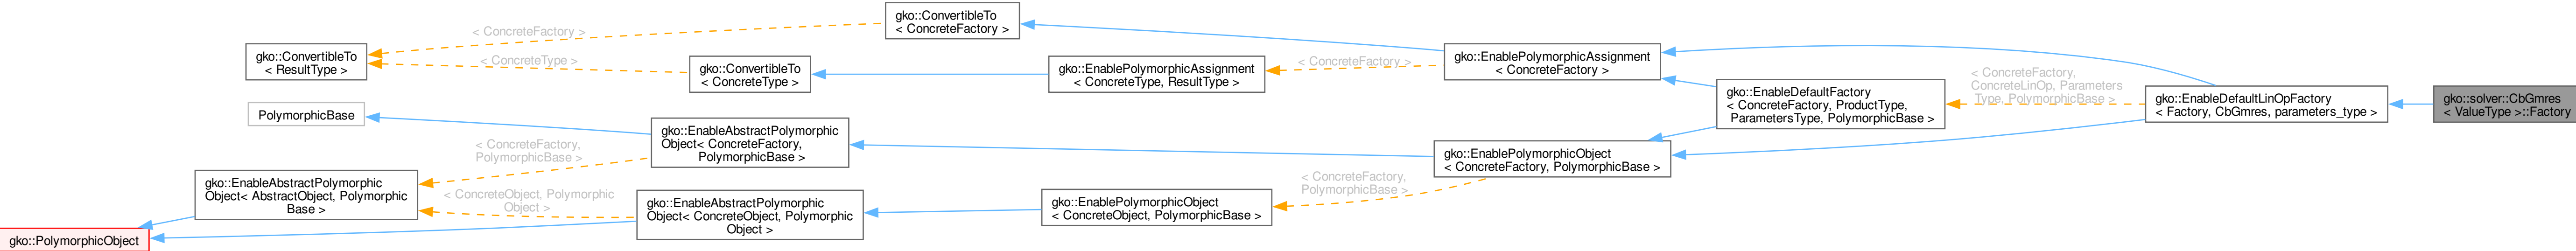 gko::ConvertibleTo
< ConcreteFactory >
< ConcreteFactory >
gko::ConvertibleTo
< ResultType >
< ConcreteType >
gko::ConvertibleTo
< ConcreteType >
gko::EnablePolymorphicAssignment
< ConcreteType, ResultType >
< ConcreteFactory >
gko::EnablePolymorphicAssignment
< ConcreteFactory >
gko::EnableDefaultFactory
< ConcreteFactory, ProductType,
ParametersType, PolymorphicBase >
< ConcreteFactory,
ConcreteLinOp, Parameters
Type, PolymorphicBase >
gko::EnableDefaultLinOpFactory
< Factory, CbGmres, parameters_type >
gko::solver::CbGmres
< ValueType >::Factory
PolymorphicBase
gko::EnableAbstractPolymorphic
Object< ConcreteFactory,
PolymorphicBase >
< ConcreteFactory,
PolymorphicBase >
gko::EnablePolymorphicObject
< ConcreteFactory, PolymorphicBase >
gko::EnableAbstractPolymorphic
Object< AbstractObject, Polymorphic
Base >
< ConcreteObject, Polymorphic
Object >
gko::EnableAbstractPolymorphic
Object< ConcreteObject, Polymorphic
Object >
gko::EnablePolymorphicObject
< ConcreteObject, PolymorphicBase >
< ConcreteFactory,
PolymorphicBase >
gko::PolymorphicObject